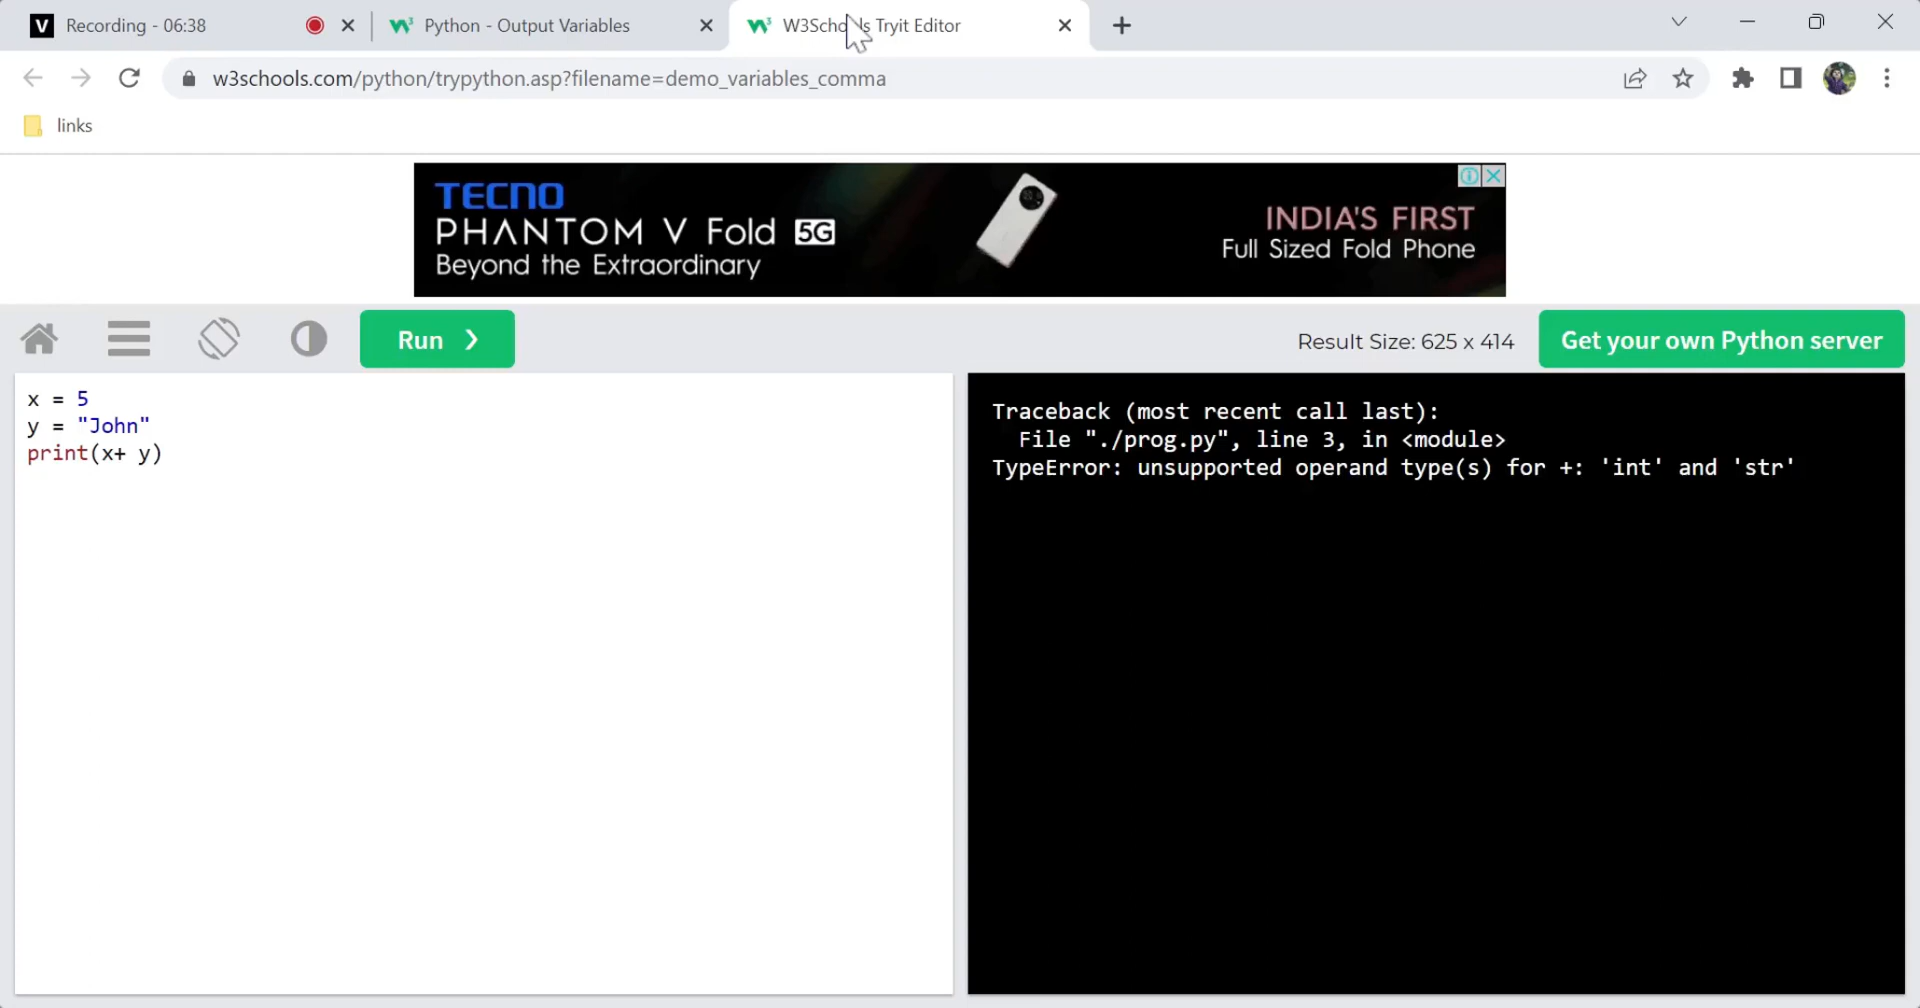 Recording - 06:38
Python - Output Variables
W3Schools Tryit Editor
w3schools.com/python/trypython.asp?filename=demo_variables_comma
links
TECNO
PHANTOM V Fold 5G
Beyond the Extraordinary
INDIA'S FIRST
Full Sized Fold Phone
Run ❯
Result Size: 625 x 414
Get your own Python server
x = 5
y = "John"
print(x+ y)
Traceback (most recent call last):
  File "./prog.py", line 3, in <module>
TypeError: unsupported operand type(s) for +: 'int' and 'str'